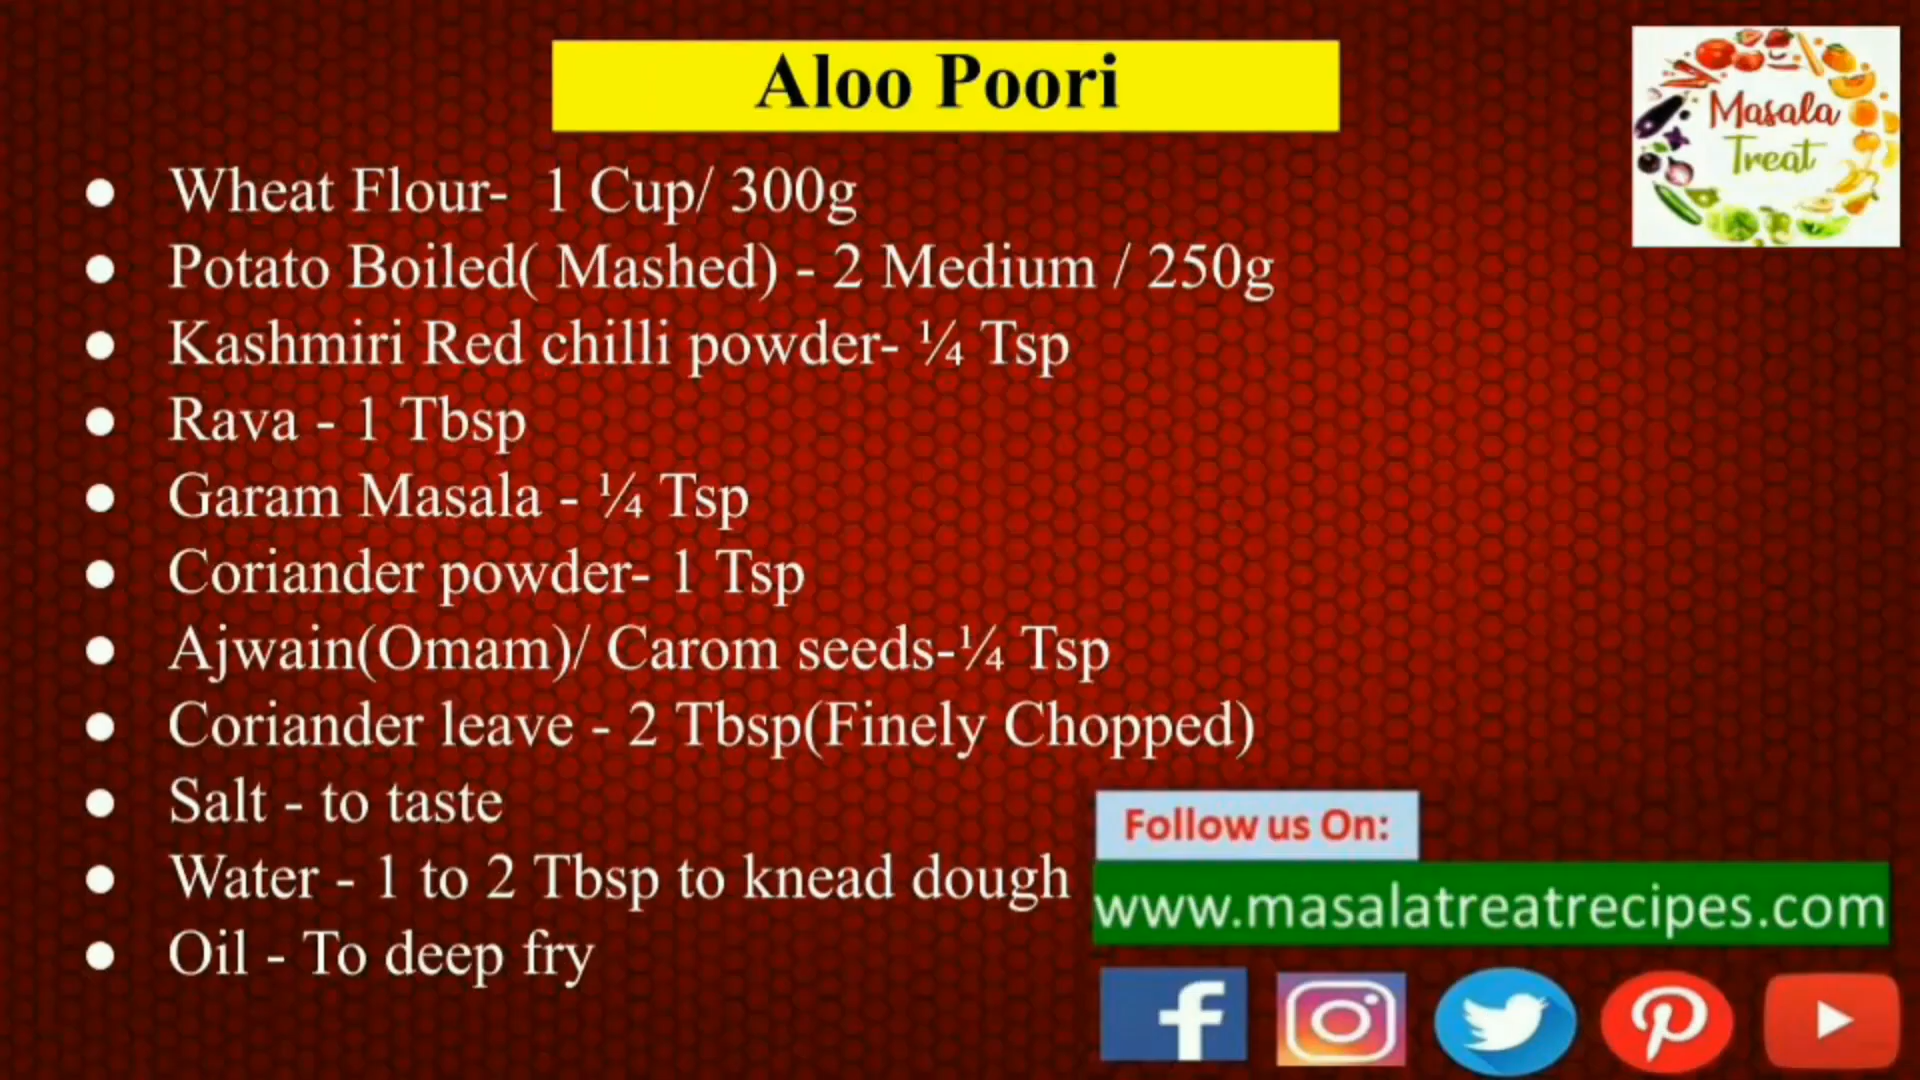 Aloo Poori
Masala
Treat
● Wheat Flour- 1 Cup/ 300g
● Potato Boiled( Mashed) - 2 Medium / 250g
● Kashmiri Red chilli powder- ¼ Tsp
● Rava - 1 Tbsp
● Garam Masala - ¼ Tsp
● Coriander powder- 1 Tsp
● Ajwain(Omam)/ Carom seeds-¼ Tsp
● Coriander leave - 2 Tbsp(Finely Chopped)
● Salt - to taste
● Water - 1 to 2 Tbsp to knead dough
● Oil - To deep fry
Follow us On:
www.masalatreatrecipes.com